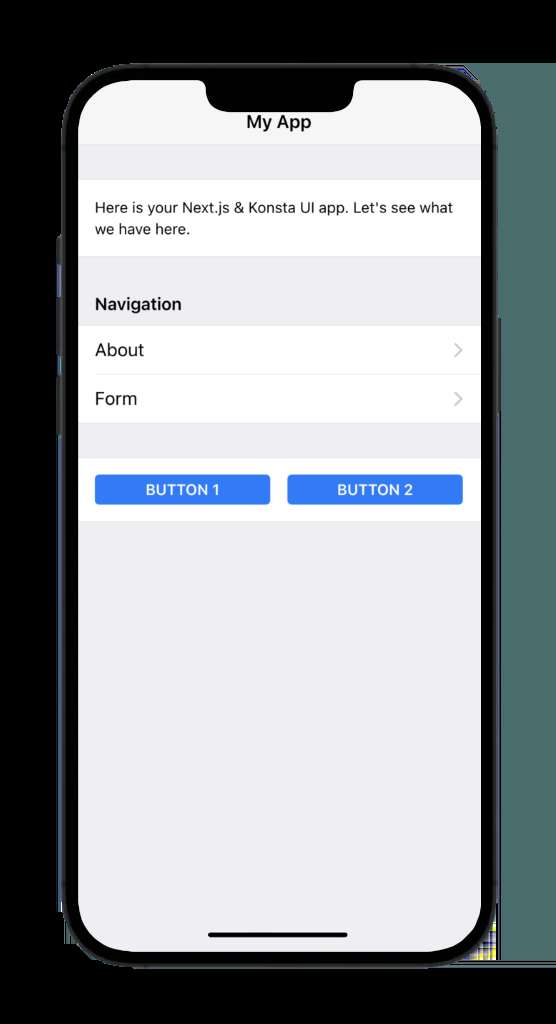 My App
Here is your Next.js & Konsta UI app. Let's see what
we have here.
Navigation
About
Form
BUTTON 1
BUTTON 2